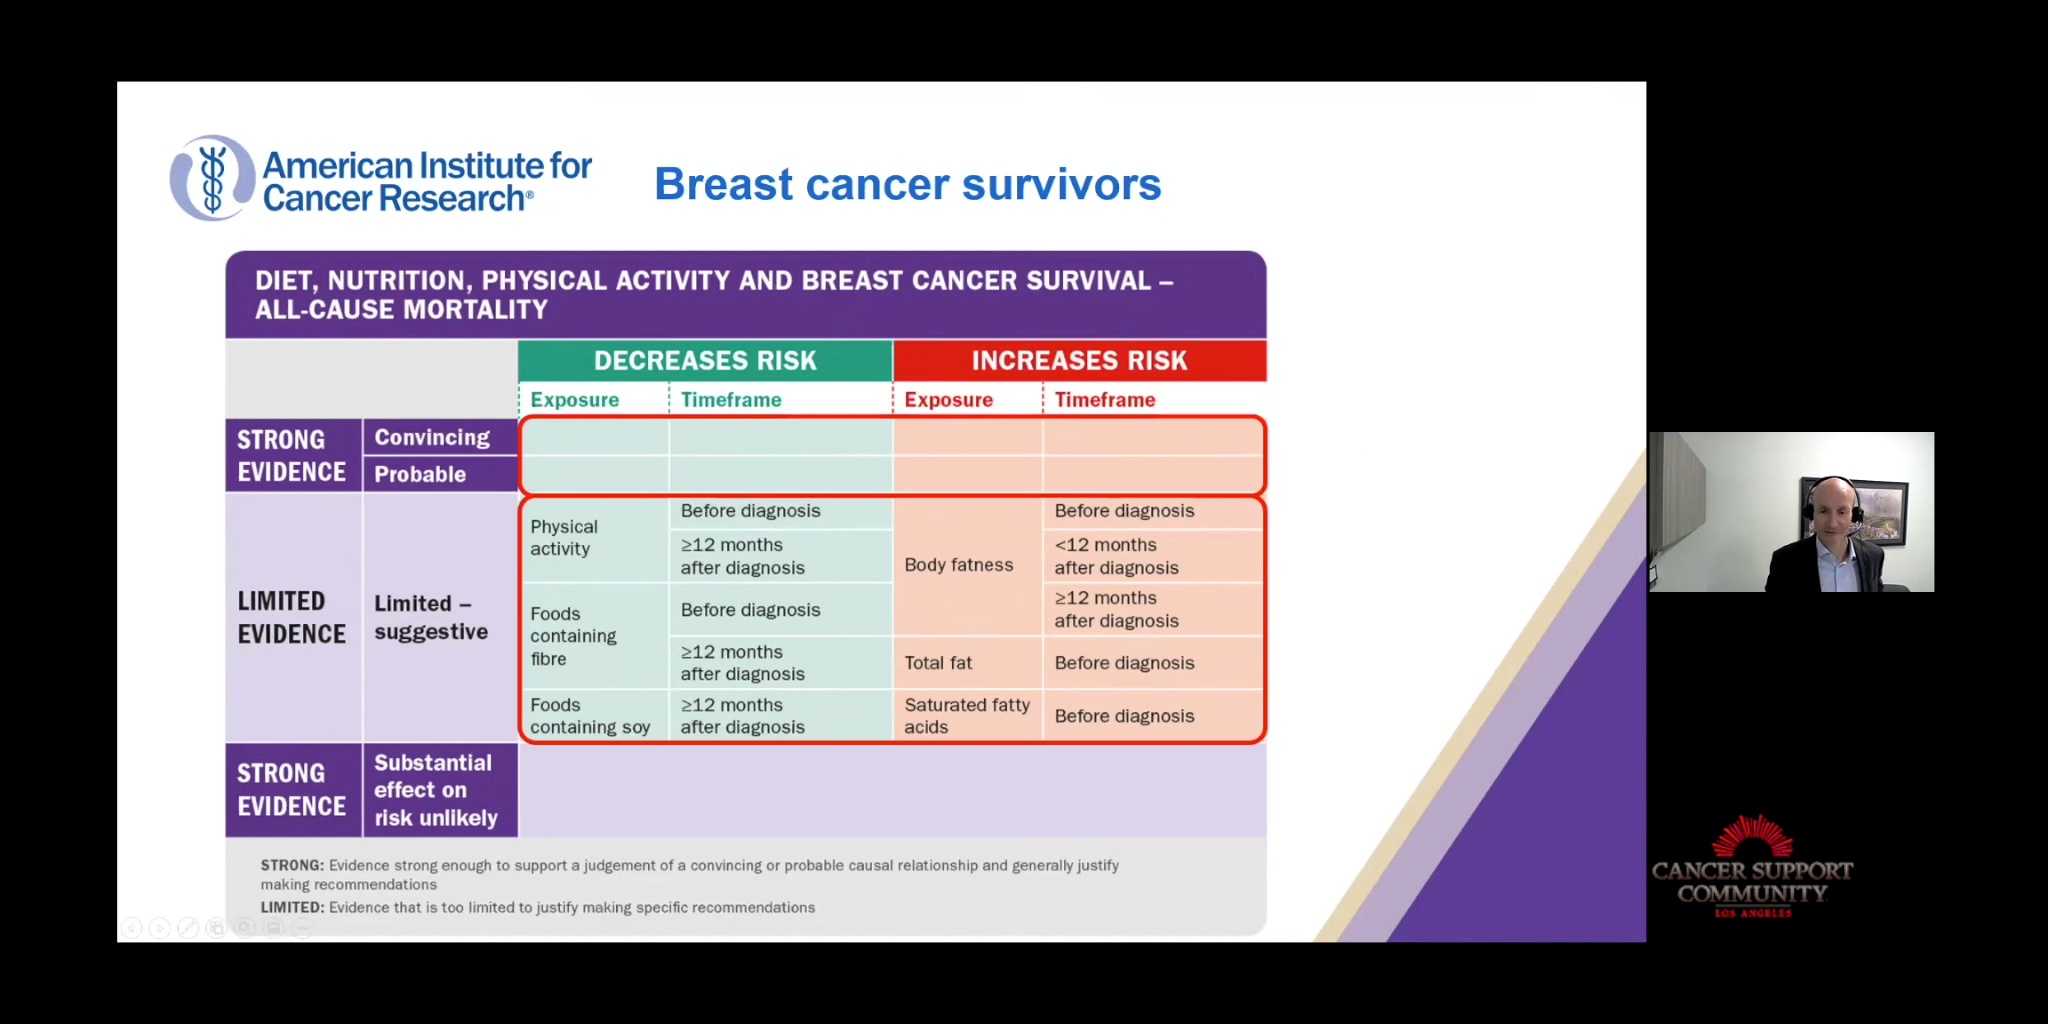 American Institute for
Cancer Research®
Breast cancer survivors
DIET, NUTRITION, PHYSICAL ACTIVITY AND BREAST CANCER SURVIVAL –
ALL-CAUSE MORTALITY
DECREASES RISK
INCREASES RISK
Exposure
Timeframe
Exposure
Timeframe
STRONG
EVIDENCE
Convincing
Probable
LIMITED
EVIDENCE
Limited –
suggestive
Physical
activity
Before diagnosis
≥12 months
after diagnosis
Foods
containing
fibre
Before diagnosis
≥12 months
after diagnosis
Foods
containing soy
≥12 months
after diagnosis
Body fatness
Before diagnosis
<12 months
after diagnosis
≥12 months
after diagnosis
Total fat
Before diagnosis
Saturated fatty
acids
Before diagnosis
STRONG
EVIDENCE
Substantial
effect on
risk unlikely
STRONG: Evidence strong enough to support a judgement of a convincing or probable causal relationship and generally justify
making recommendations
LIMITED: Evidence that is too limited to justify making specific recommendations
CANCER SUPPORT
COMMUNITY
LOS ANGELES